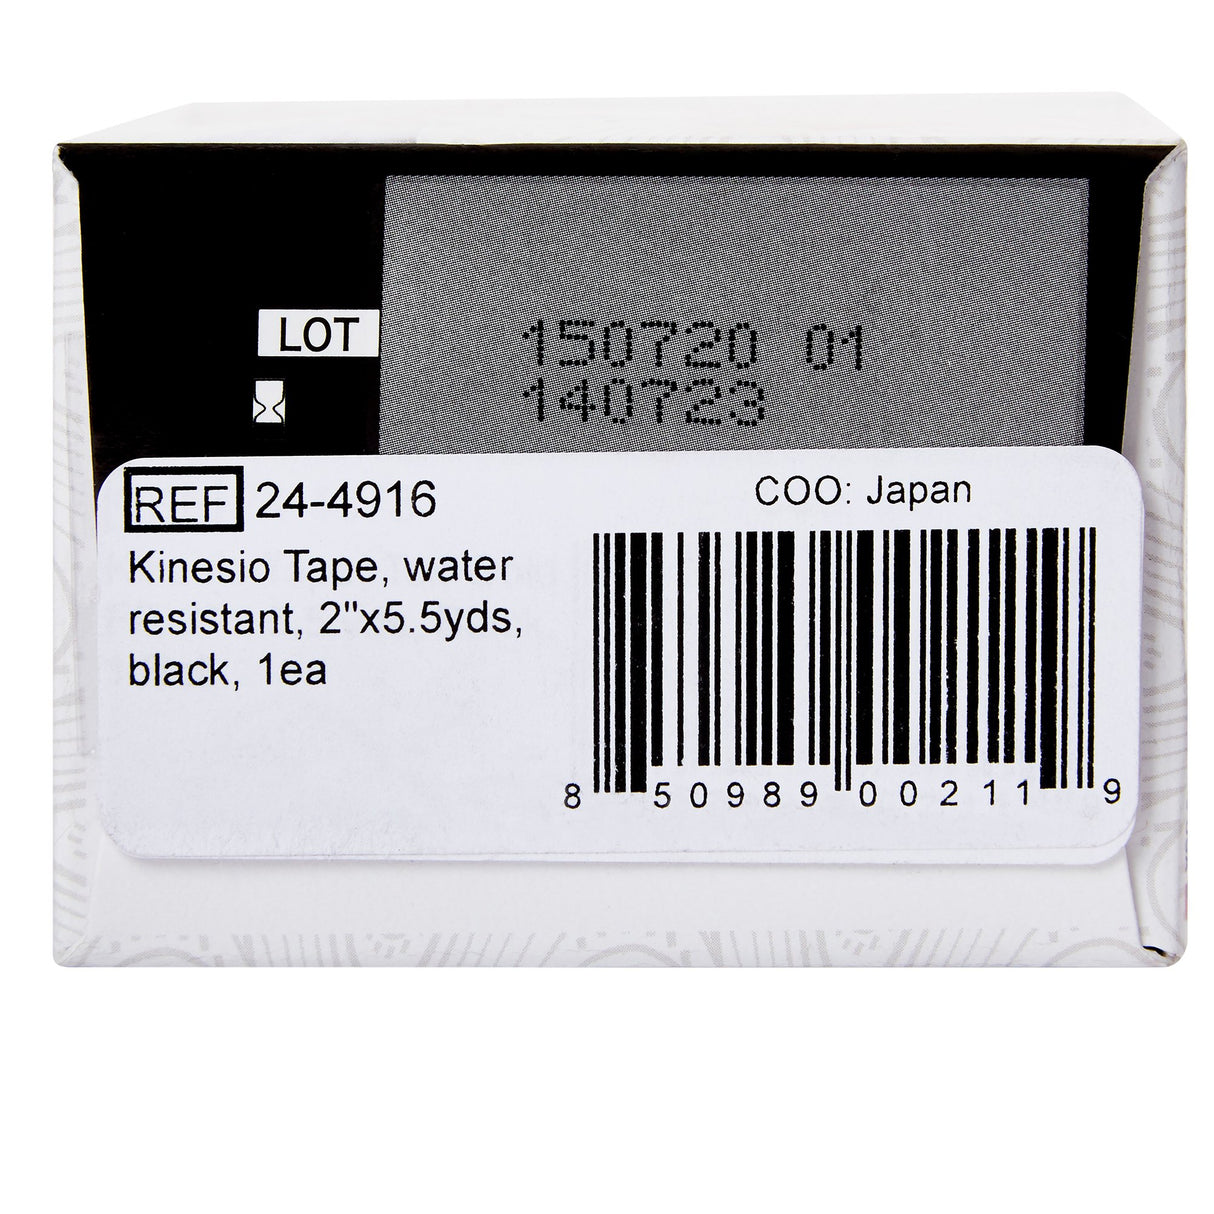 LOT 150720 01
140723
REF 24-4916
COO: Japan
Kinesio Tape, water
resistant, 2"x5.5yds,
black, 1ea
8 50989 00211 9